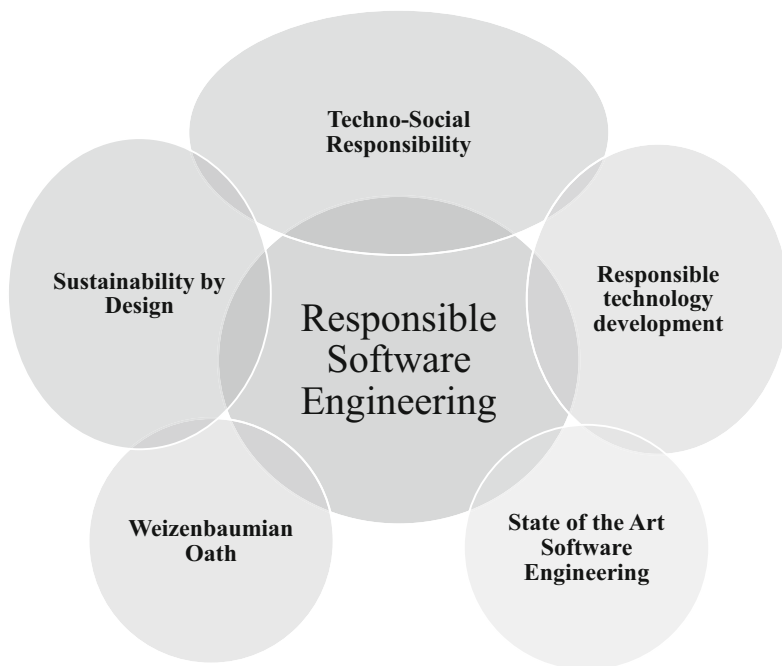 Techno-Social
Responsibility
Sustainability by
Design
Responsible
technology
development
Responsible
Software
Engineering
Weizenbaumian
Oath
State of the Art
Software
Engineering